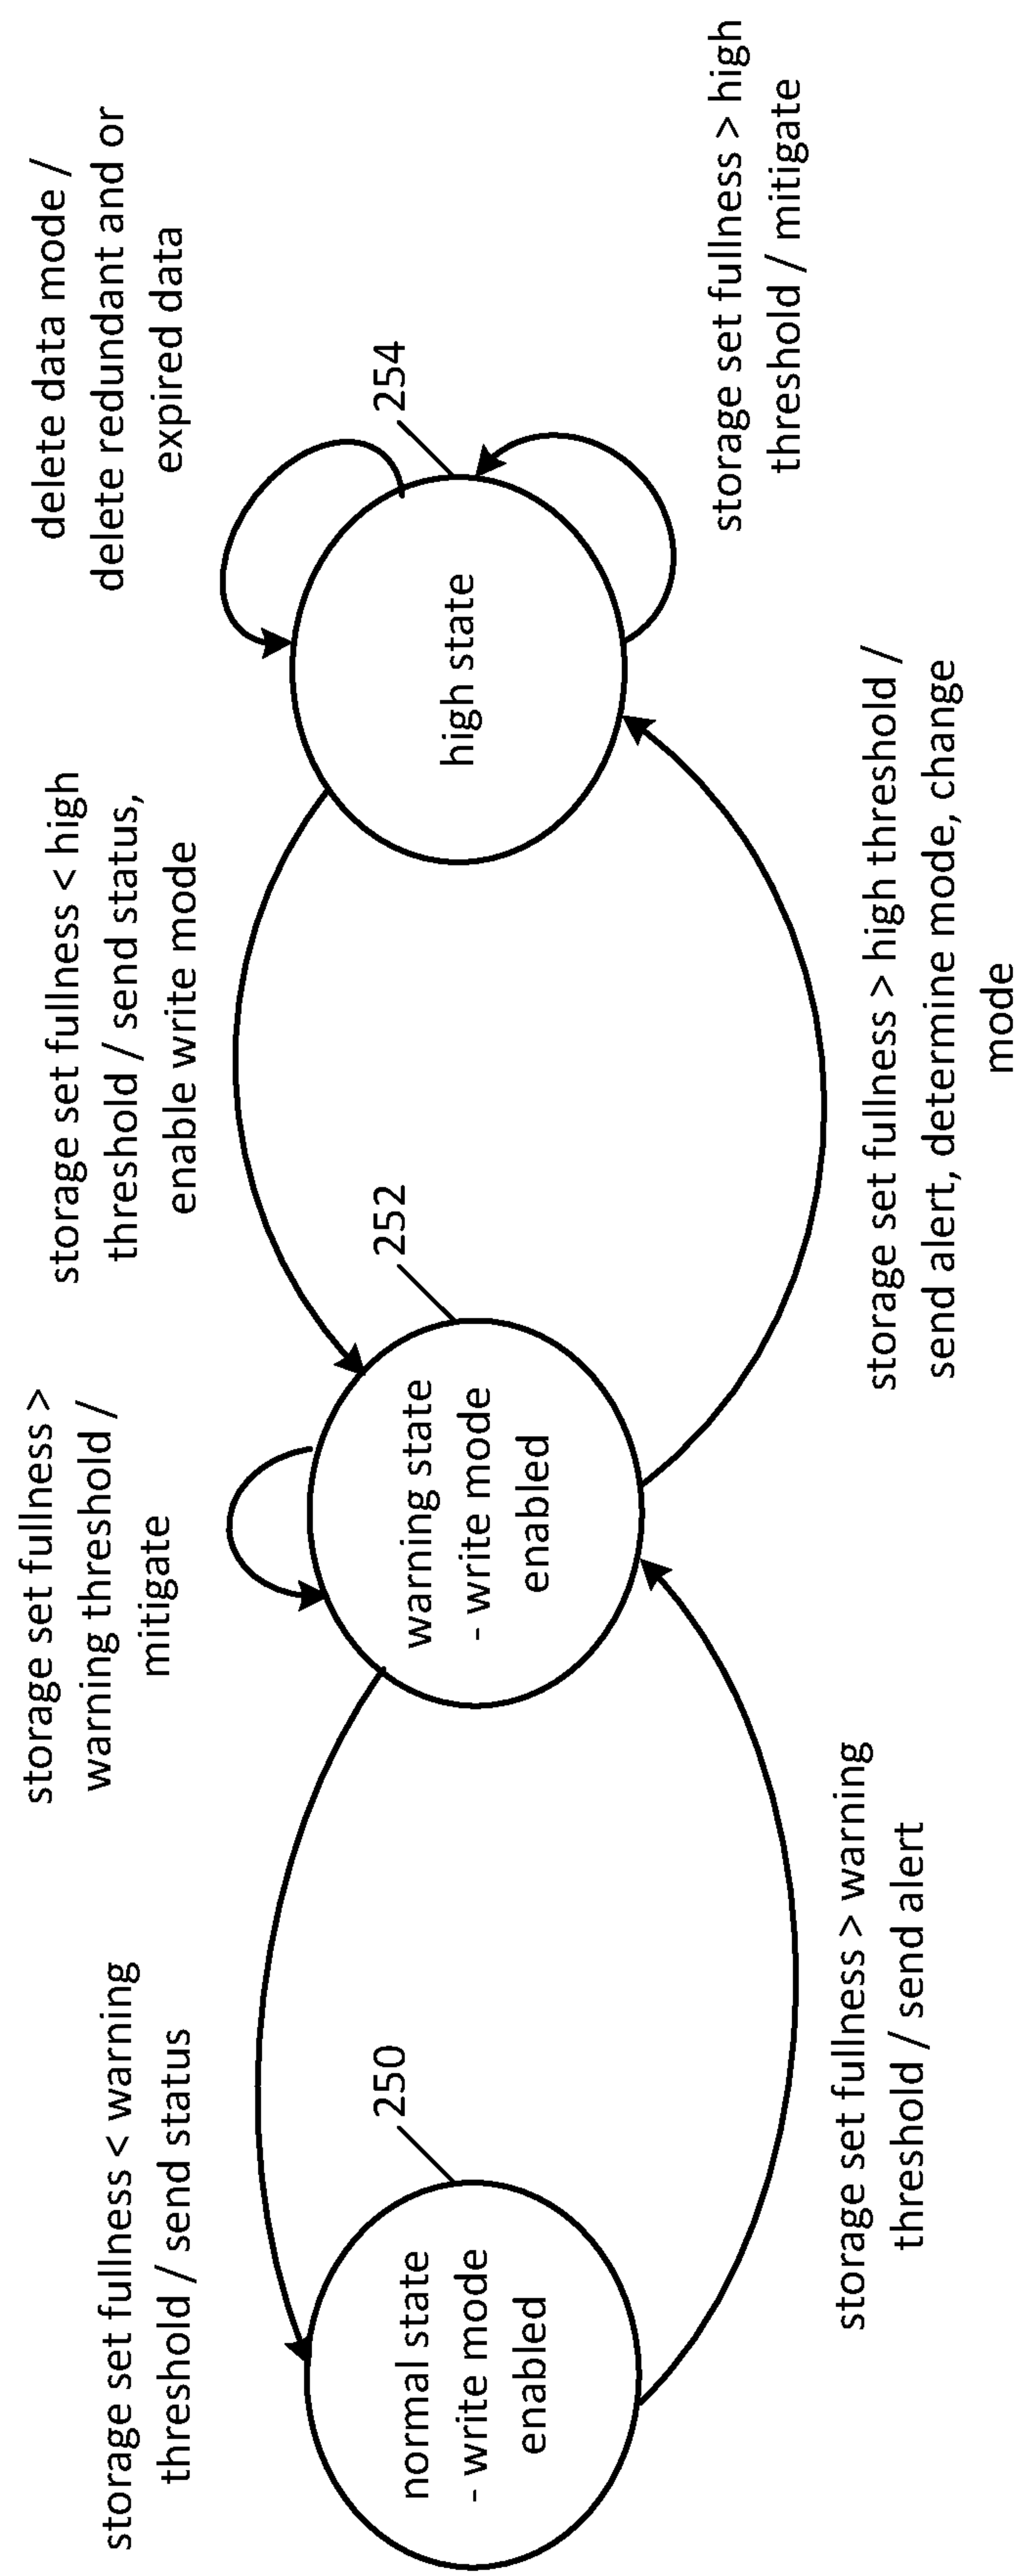 storage set fullness < warning
threshold / send status
storage set fullness >
warning threshold /
mitigate
storage set fullness < high
threshold / send status,
enable write mode
delete data mode /
delete redundant and or
expired data
250
252
254
normal state
- write mode
enabled
warning state
- write mode
enabled
high state
storage set fullness > warning
threshold / send alert
storage set fullness > high threshold /
send alert, determine mode, change
mode
storage set fullness > high
threshold / mitigate